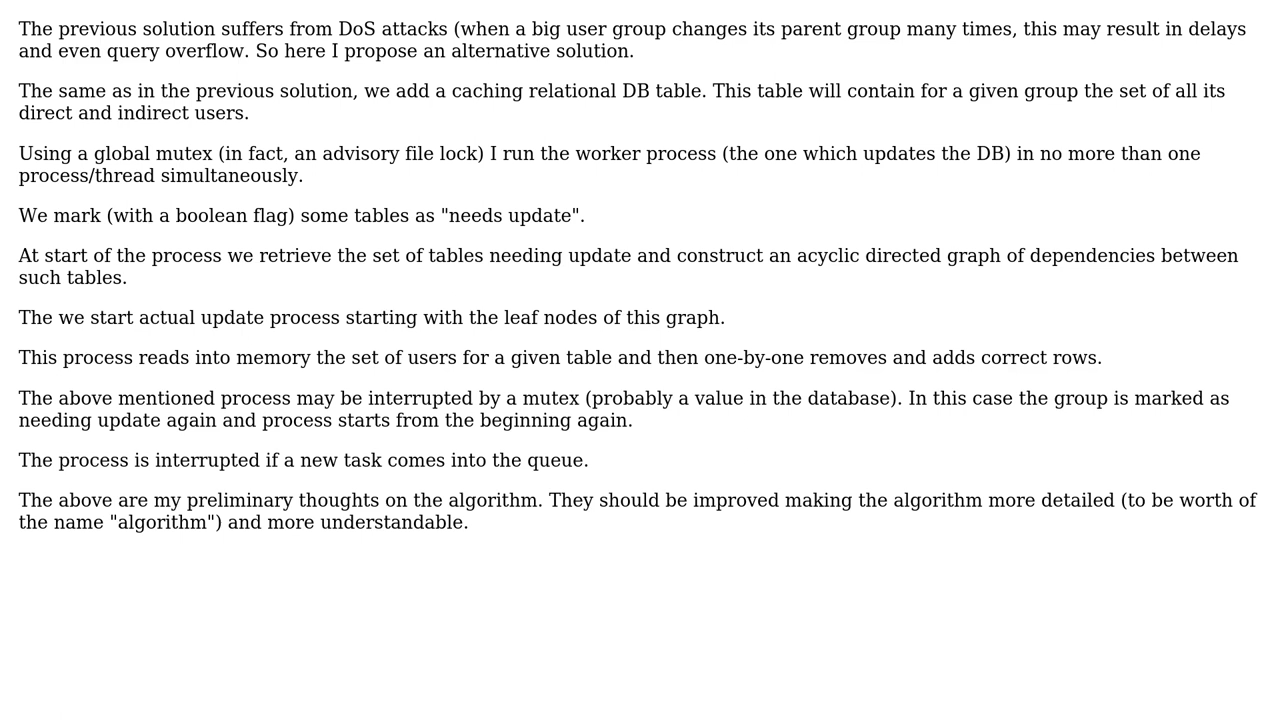 The previous solution suffers from DoS attacks (when a big user group changes its parent group many times, this may result in delays
and even query overflow. So here I propose an alternative solution.
The same as in the previous solution, we add a caching relational DB table. This table will contain for a given group the set of all its
direct and indirect users.
Using a global mutex (in fact, an advisory file lock) I run the worker process (the one which updates the DB) in no more than one
process/thread simultaneously.
We mark (with a boolean flag) some tables as "needs update".
At start of the process we retrieve the set of tables needing update and construct an acyclic directed graph of dependencies between
such tables.
The we start actual update process starting with the leaf nodes of this graph.
This process reads into memory the set of users for a given table and then one-by-one removes and adds correct rows.
The above mentioned process may be interrupted by a mutex (probably a value in the database). In this case the group is marked as
needing update again and process starts from the beginning again.
The process is interrupted if a new task comes into the queue.
The above are my preliminary thoughts on the algorithm. They should be improved making the algorithm more detailed (to be worth of
the name "algorithm") and more understandable.